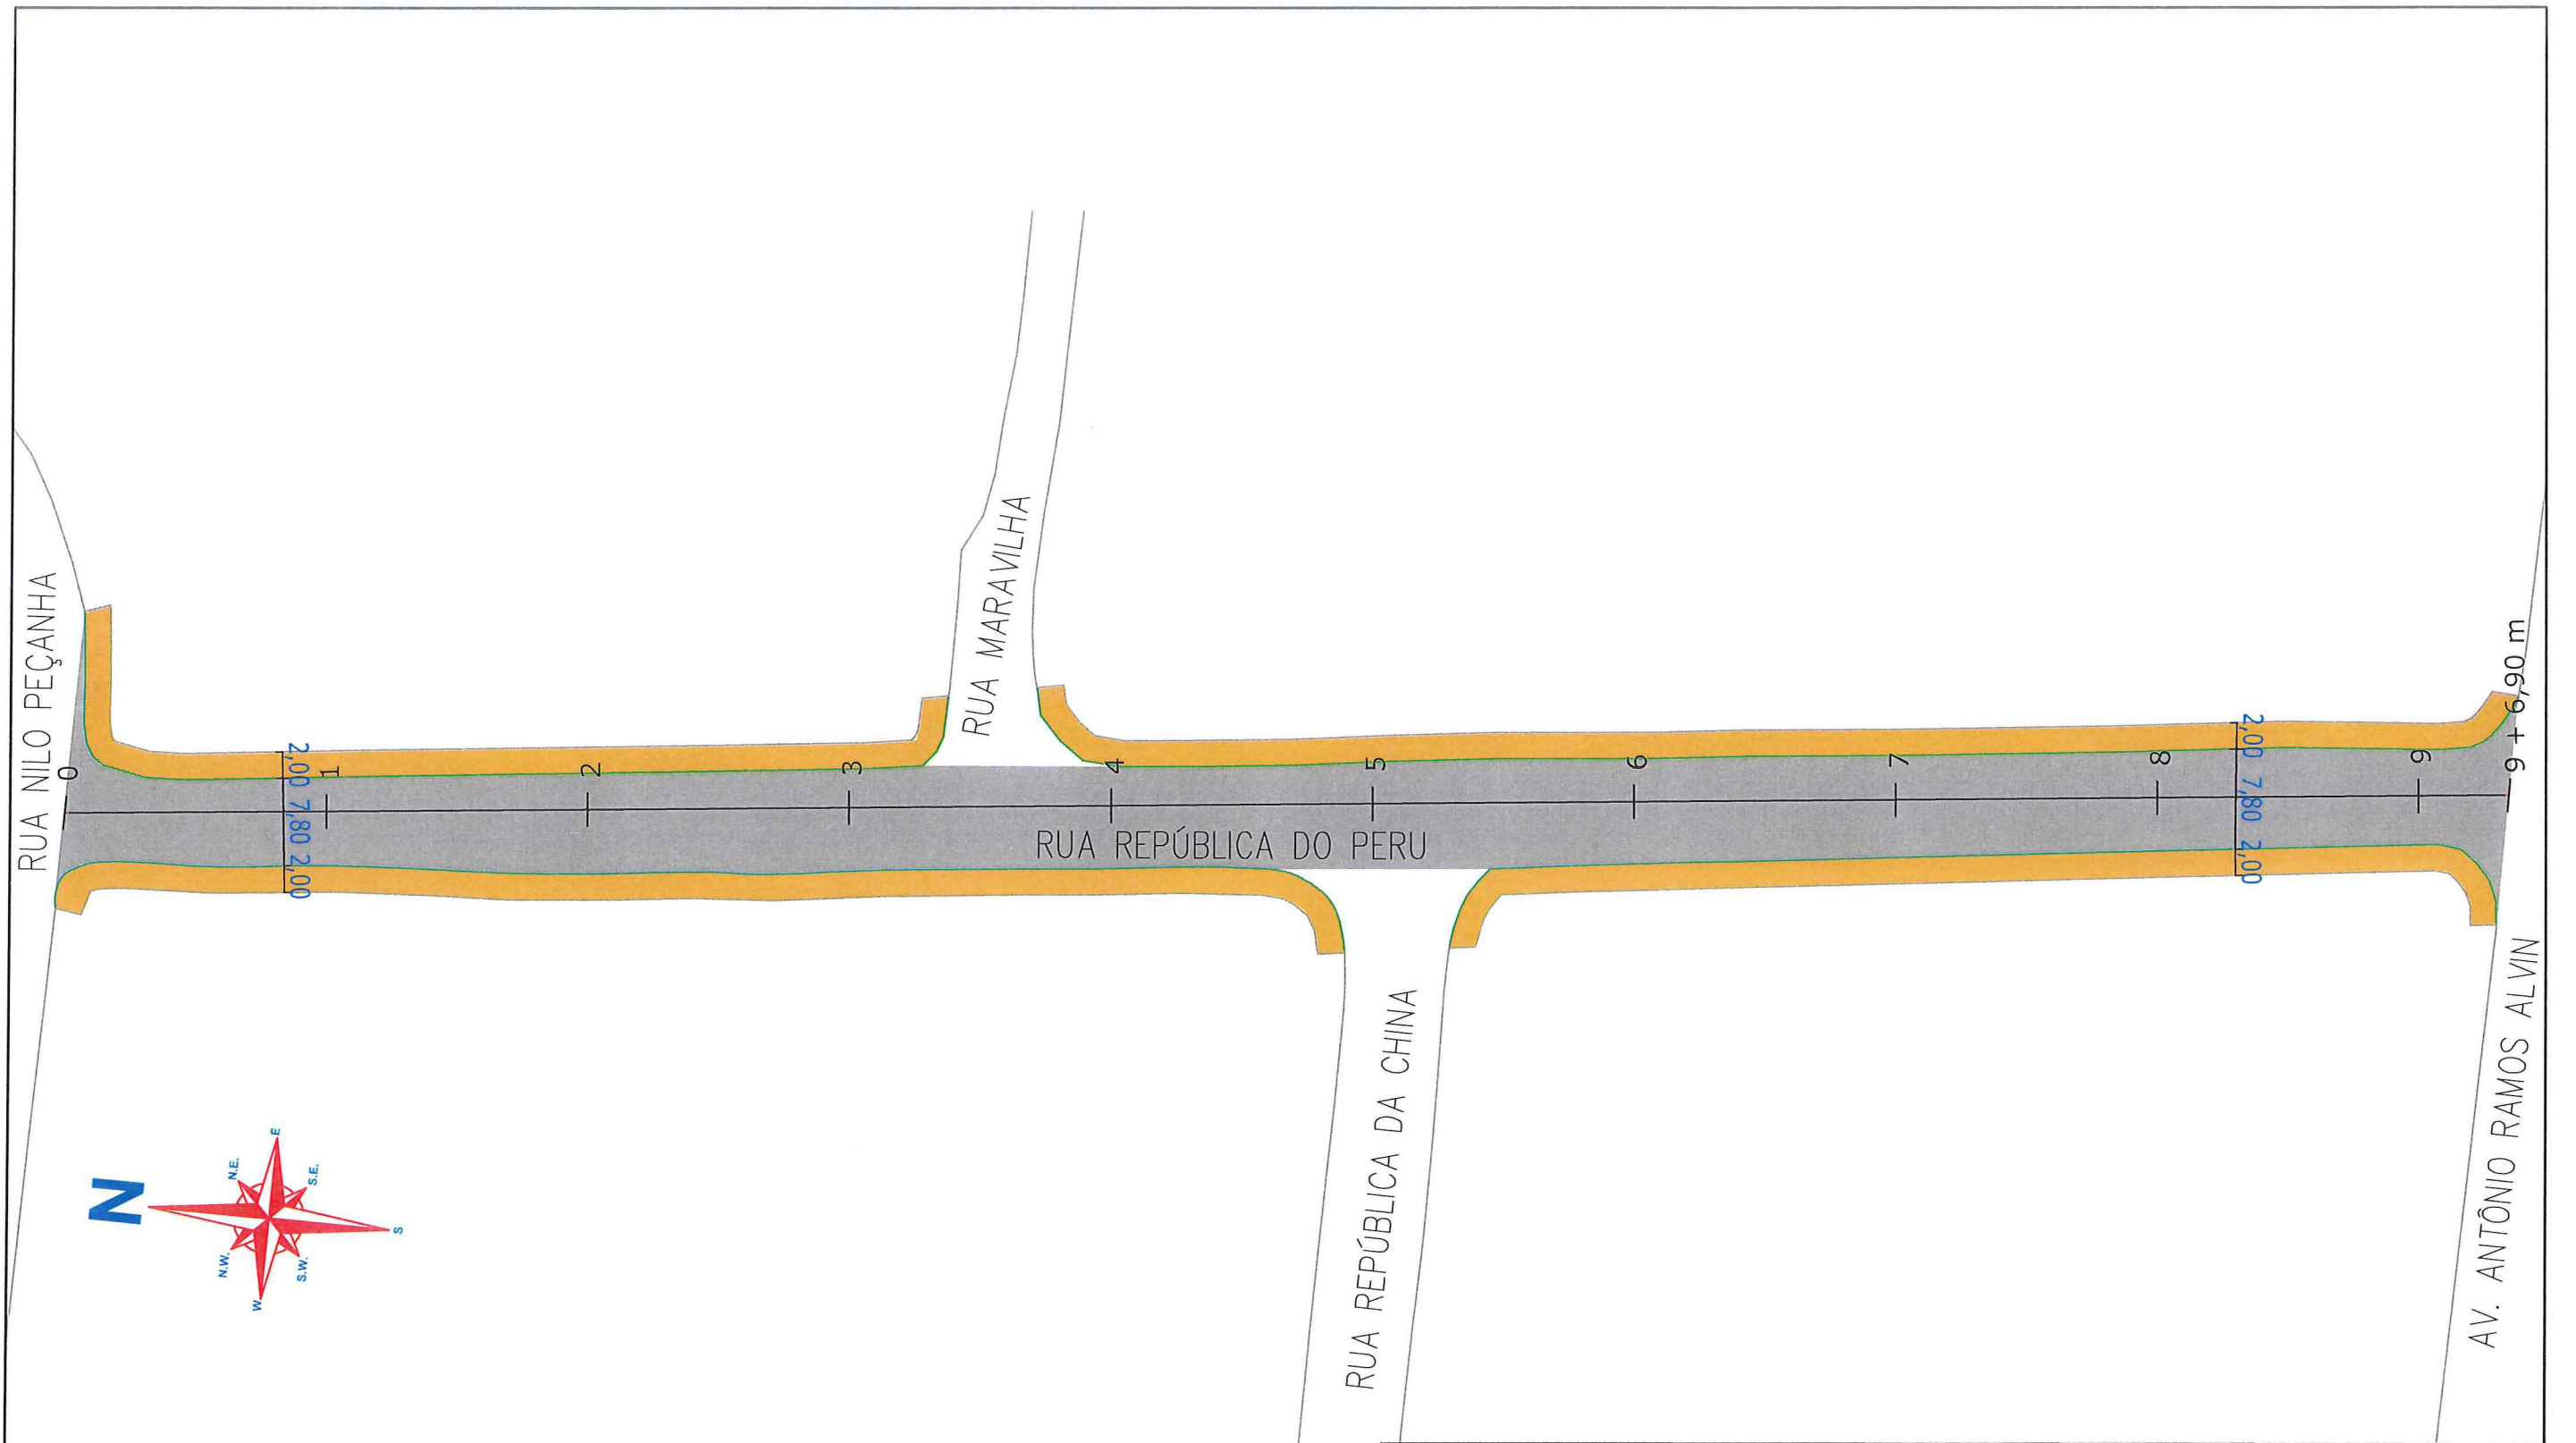 RUA NILO PEÇANHA
RUA MARAVILHA
RUA REPÚBLICA DO PERU
RUA REPÚBLICA DA CHINA
AV. ANTÔNIO RAMOS ALVIN
0
1
2
3
4
5
6
7
8
9
9 + 6,90 m
2,00 7,80 2,00
2,00 7,80 2,00
N
N.E.
E
S.E.
S
S.W.
W
N.W.